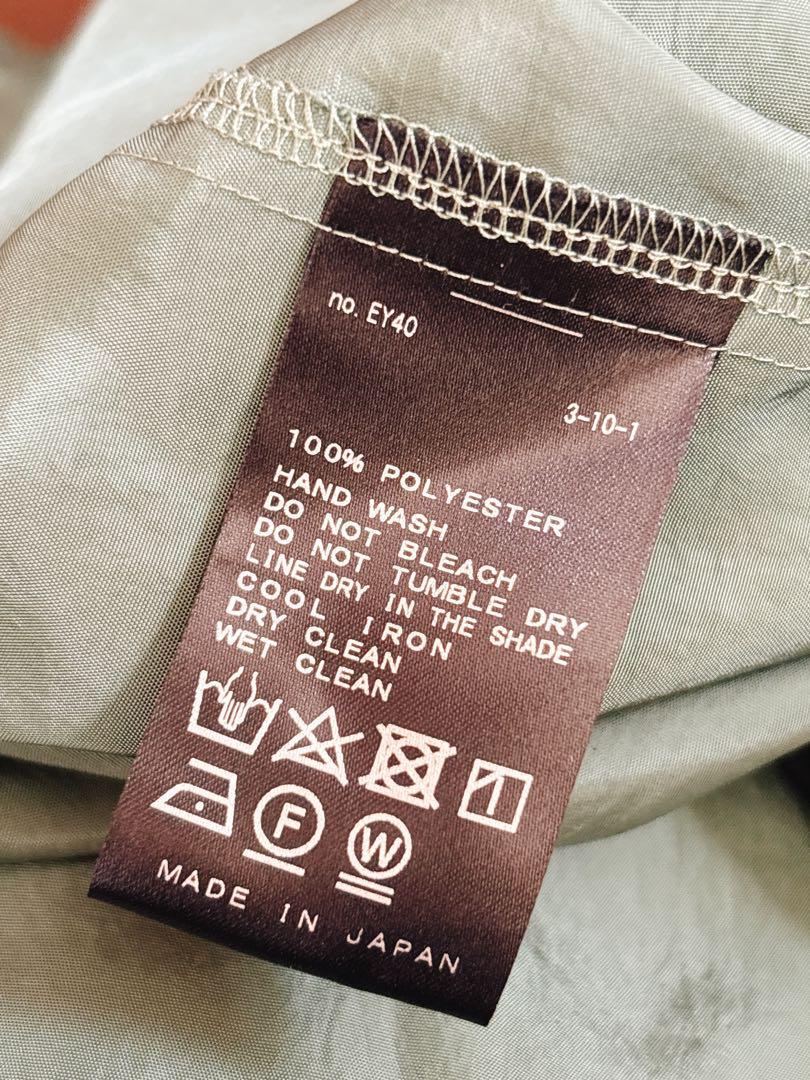 no. EY40
3-10-1
100% POLYESTER
HAND WASH
DO NOT BLEACH
DO NOT TUMBLE DRY
LINE DRY IN THE SHADE
COOL IRON
DRY CLEAN
WET CLEAN
F
W
MADE IN JAPAN